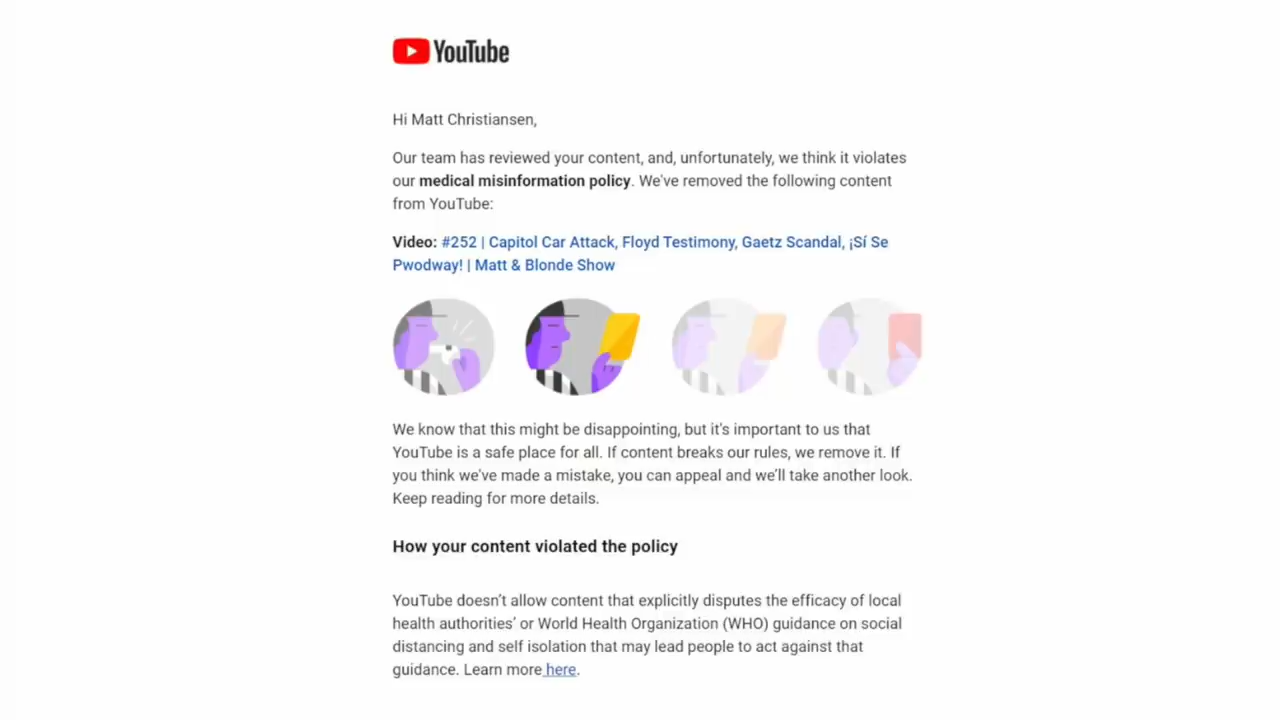 YouTube
Hi Matt Christiansen,
Our team has reviewed your content, and, unfortunately, we think it violates
our medical misinformation policy. We've removed the following content
from YouTube:
Video: #252 | Capitol Car Attack, Floyd Testimony, Gaetz Scandal, ¡Sí Se
Pwodway! | Matt & Blonde Show
We know that this might be disappointing, but it's important to us that
YouTube is a safe place for all. If content breaks our rules, we remove it. If
you think we've made a mistake, you can appeal and we'll take another look.
Keep reading for more details.
How your content violated the policy
YouTube doesn't allow content that explicitly disputes the efficacy of local
health authorities' or World Health Organization (WHO) guidance on social
distancing and self isolation that may lead people to act against that
guidance. Learn more here.